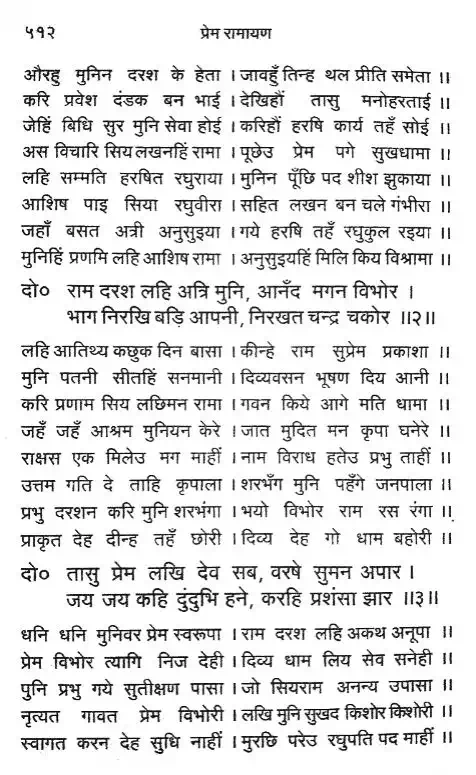 ५१२ प्रेम रामायण
औरहु मुनिन दरश के हेता । जावहुँ तिन्ह थल प्रीति समेता ।।
करि प्रवेश दंडक बन भाई । देखिहौं तासु मनोहरताई ।।
जेहिं बिधि सुर मुनि सेवा होई । करिहौं हरषि कार्य तहँ सोई ।।
अस विचारि सिय लखनहिं रामा । पूछेउ प्रेम पगे सुखधामा ।।
लहि सम्मति हरषित रघुराया । मुनिन पूँछि पद शीश झुकाया ।।
आशिष पाइ सिया रघुवीरा । सहित लखन बन चले गंभीरा ।।
जहाँ बसत अत्री अनुसुइया । गये हरषि तहँ रघुकुल रइया ।।
मुनिहिं प्रणमि लहि आशिष रामा । अनुसुइयहिं मिलि किय विश्रामा ।।
दो० राम दरश लहि अत्रि मुनि, आनँद मगन विभोर ।
भाग निरखि बड़ि आपनी, निरखत चन्द्र चकोर ।।२।।
लहि आतिथ्य कछुक दिन बासा । कीन्हे राम सुप्रेम प्रकाशा ।।
मुनि पतनी सीतहिं सनमानी । दिव्यवसन भूषण दिय आनी ।।
करि प्रणाम सिय लछिमन रामा । गवन किये आगे मति धामा ।।
जहँ जहँ आश्रम मुनियन केरे । जात मुदित मन कृपा घनेरे ।।
राक्षस एक मिलेउ मग माहीं । नाम विराध हतेउ प्रभु ताहीं ।।
उत्तम गति दे ताहि कृपाला । शरभँग मुनि पहँगे जनपाला ।।
प्रभु दरशन करि मुनि शरभंगा । भयो विभोर राम रस रंगा ।।
प्राकृत देह दीन्ह तहँ छोरी । दिव्य देह गो धाम बहोरी ।।
दो० तासु प्रेम लखि देव सब, वरषे सुमन अपार ।
जय जय कहि दुंदुभि हने, करहि प्रशंसा झार ।।३।।
धनि धनि मुनिवर प्रेम स्वरूपा । राम दरश लहि अकथ अनूपा ।।
प्रेम विभोर त्यागि निज देही । दिव्य धाम लिय सेव सनेही ।।
पुनि प्रभु गये सुतीक्षण पासा । जो सियराम अनन्य उपासा ।।
नृत्यत गावत प्रेम विभोरी । लखि मुनि सुखद किशोर किशोरी ।।
स्वागत करन देह सुधि नाहीं । मुरछि परेउ रघुपति पद माहीं ।।